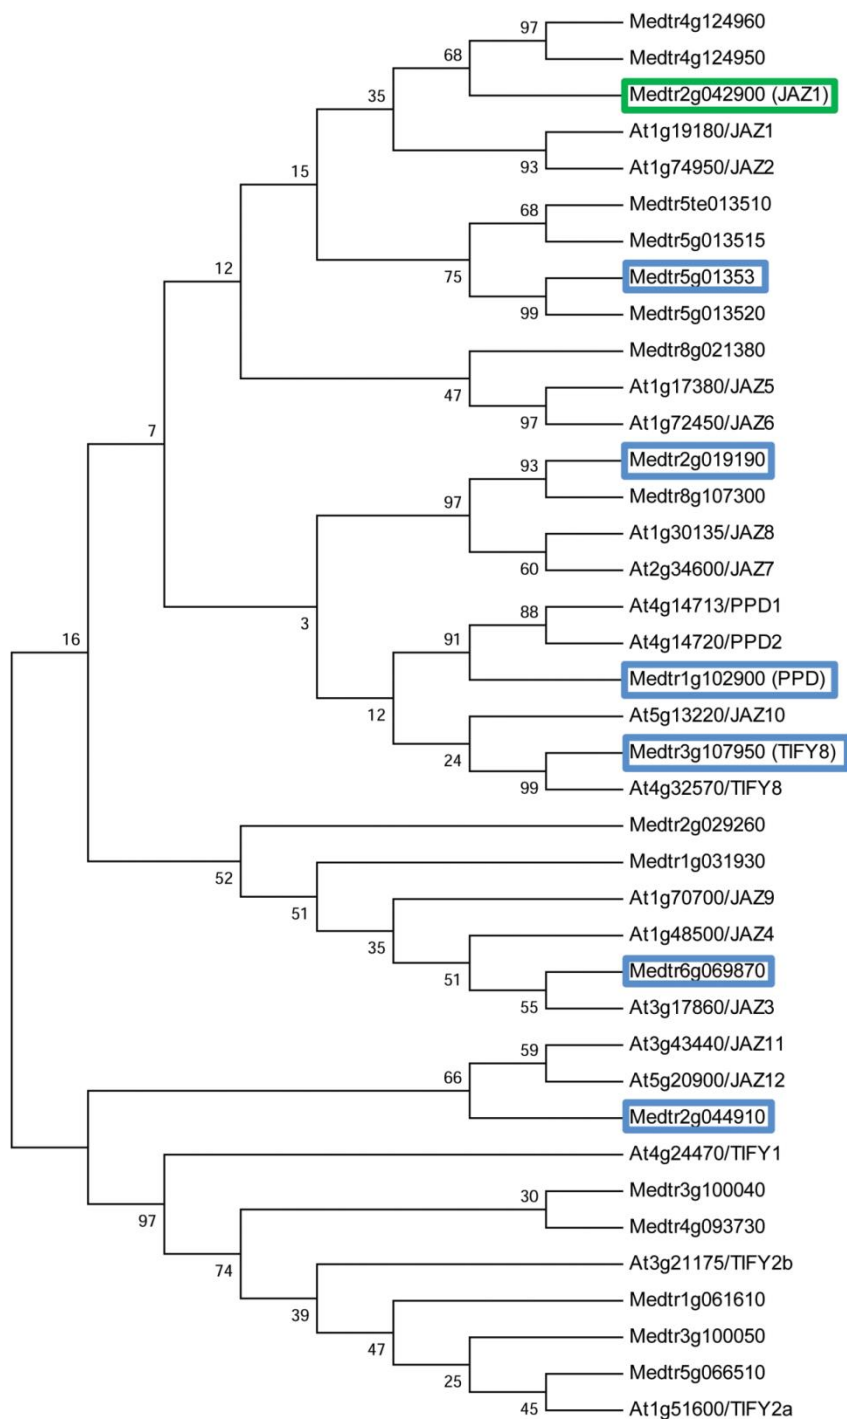 Medtr4g124960
97
Medtr4g124950
68
Medtr2g042900 (JAZ1)
35
At1g19180/JAZ1
93
At1g74950/JAZ2
15
Medtr5te013510
68
Medtr5g013515
12
75
Medtr5g01353
99
Medtr5g013520
Medtr8g021380
47
At1g17380/JAZ5
97
At1g72450/JAZ6
7
Medtr2g019190
93
Medtr8g107300
97
At1g30135/JAZ8
60
At2g34600/JAZ7
3
At4g14713/PPD1
88
At4g14720/PPD2
16
91
Medtr1g102900 (PPD)
12
At5g13220/JAZ10
24
Medtr3g107950 (TIFY8)
99
At4g32570/TIFY8
Medtr2g029260
52
Medtr1g031930
51
At1g70700/JAZ9
35
At1g48500/JAZ4
51
Medtr6g069870
55
At3g17860/JAZ3
At3g43440/JAZ11
59
At5g20900/JAZ12
66
Medtr2g044910
At4g24470/TIFY1
97
Medtr3g100040
30
Medtr4g093730
74
At3g21175/TIFY2b
39
Medtr1g061610
47
Medtr3g100050
25
Medtr5g066510
45
At1g51600/TIFY2a